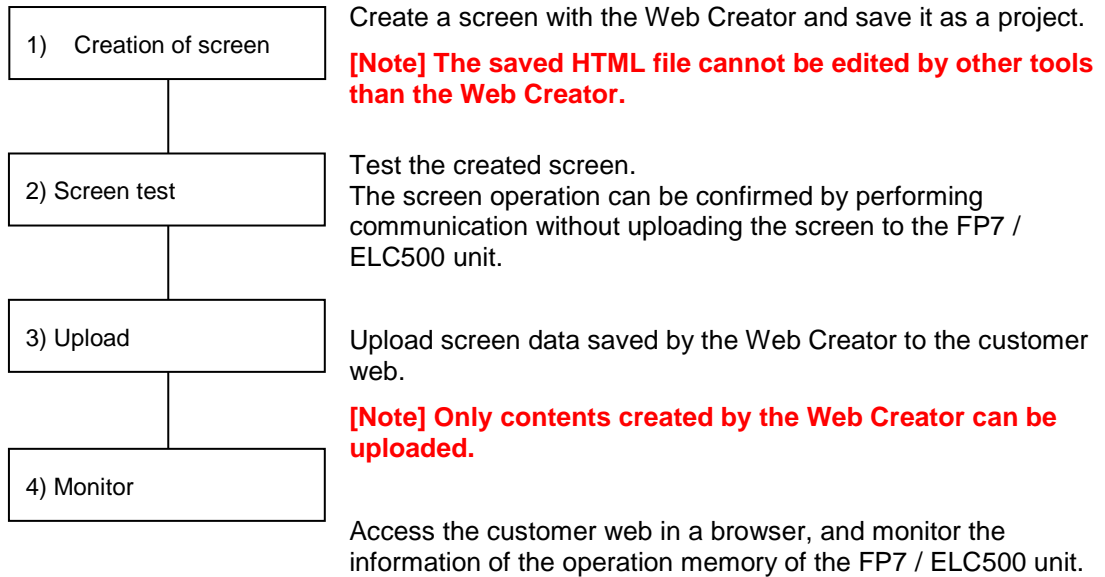 1) Creation of screen
Create a screen with the Web Creator and save it as a project.
[Note] The saved HTML file cannot be edited by other tools
than the Web Creator.
2) Screen test
Test the created screen.
The screen operation can be confirmed by performing
communication without uploading the screen to the FP7 /
ELC500 unit.
3) Upload
Upload screen data saved by the Web Creator to the customer
web.
[Note] Only contents created by the Web Creator can be
uploaded.
4) Monitor
Access the customer web in a browser, and monitor the
information of the operation memory of the FP7 / ELC500 unit.